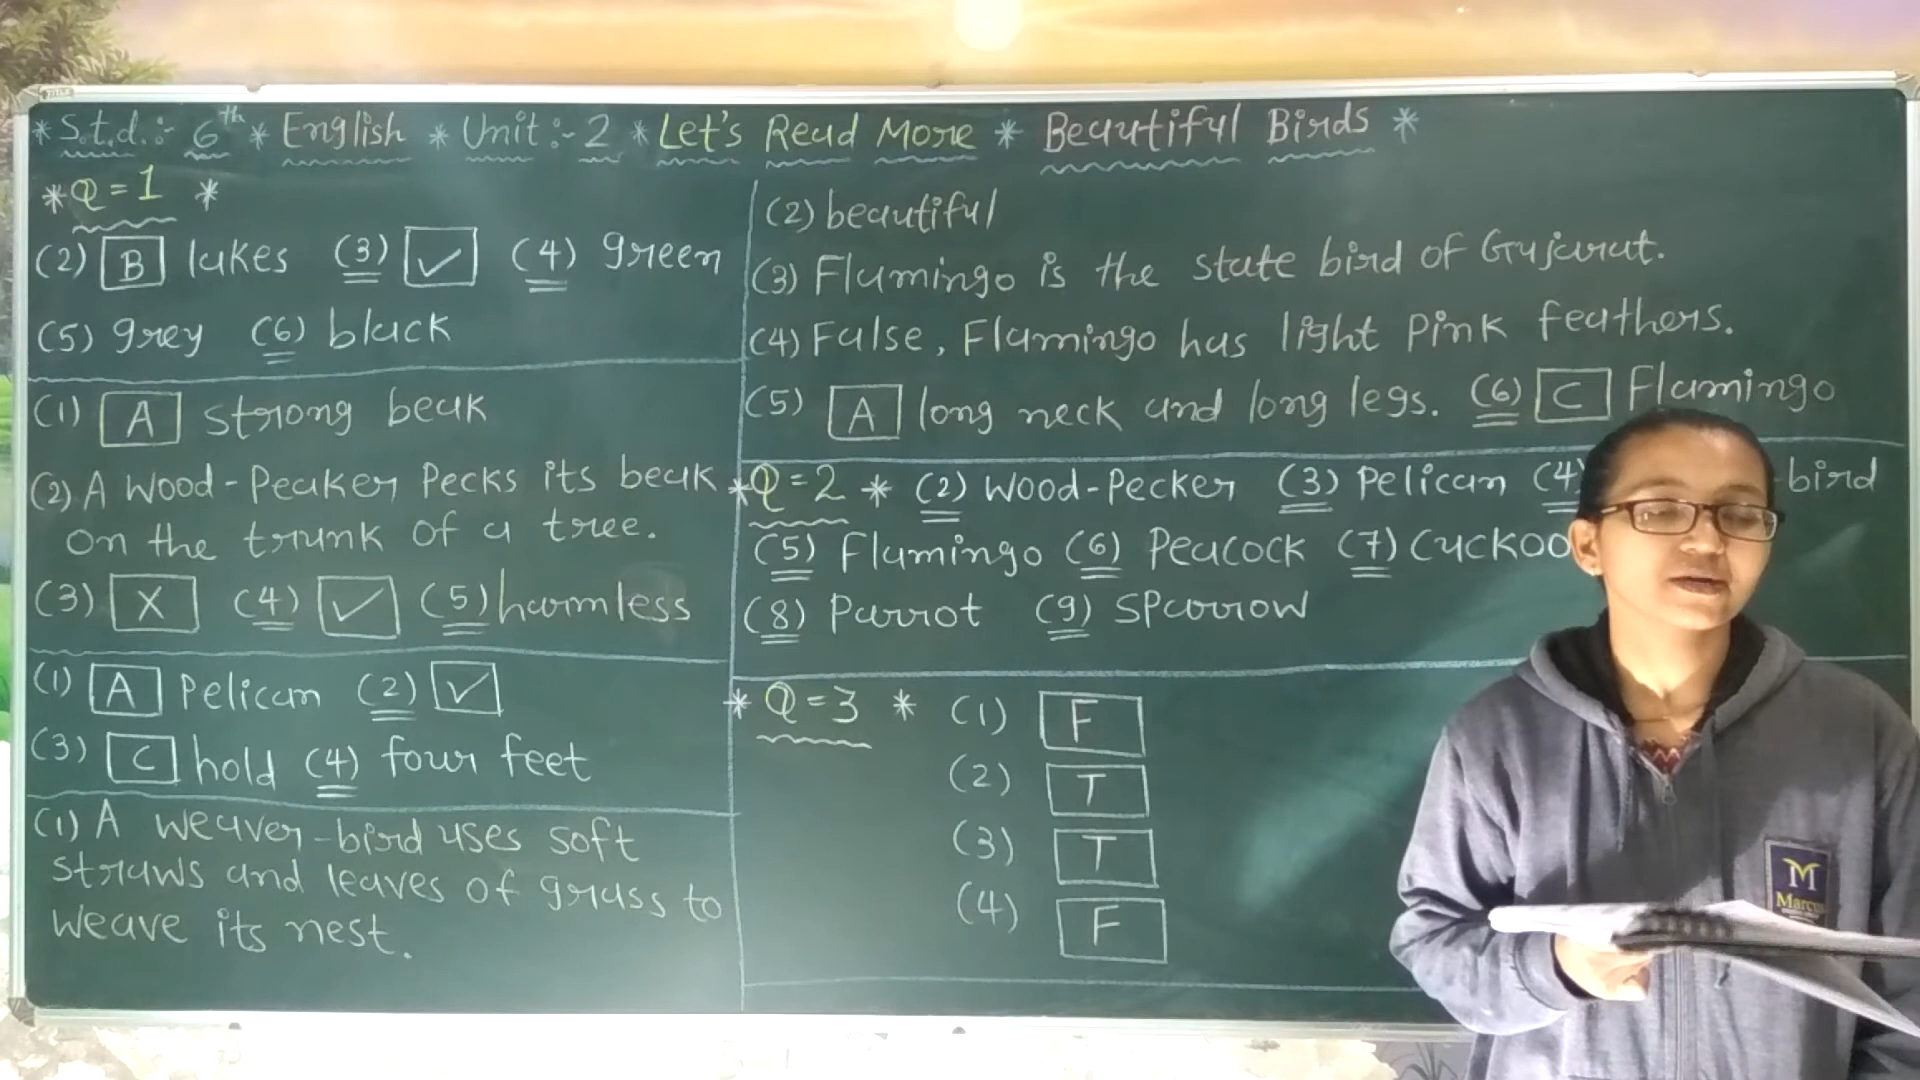 * S.t.d.:- 6th * English * Unit:- 2 * Let's Read More * Beautiful Birds *
* Q = 1 *
(2) B lakes (3) ✓ (4) green
(5) grey (6) black
(1) A strong beak
(2) A Wood-Peaker Pecks its beak
on the trunk of a tree.
(3) X (4) ✓ (5) harmless
(1) A Pelican (2) ✓
(3) C hold (4) four feet
(1) A weaver-bird uses soft
straws and leaves of grass to
weave its nest.
(2) beautiful
(3) Flamingo is the state bird of Gujarat.
(4) False, Flamingo has light Pink feathers.
(5) A long neck and long legs. (6) C Flamingo
* Q = 2 * (2) Wood-Pecker (3) Pelican (4) -bird
(5) Flamingo (6) Peacock (7) Cuckoo
(8) Parrot (9) Sparrow
* Q = 3 * (1) F
(2) T
(3) T
(4) F
M